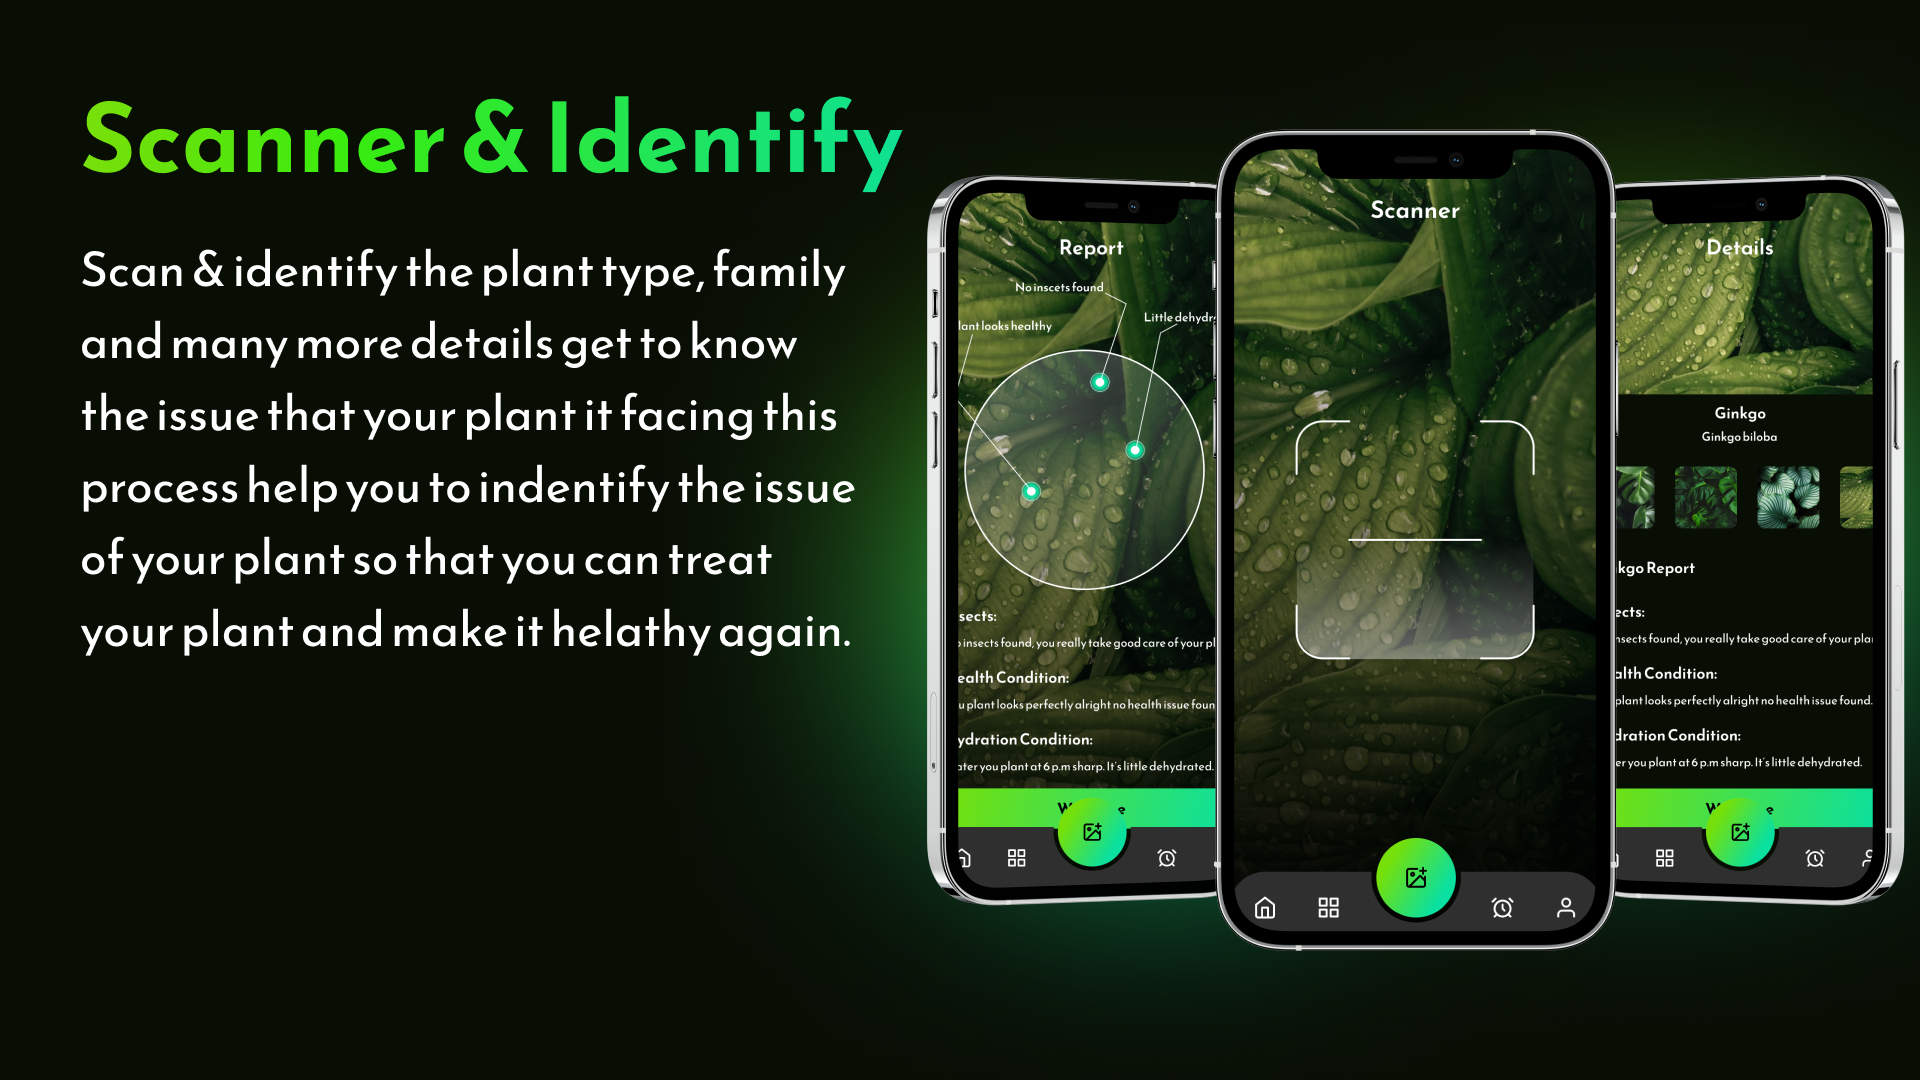 Scanner & Identify
Scan & identify the plant type, family
and many more details get to know
the issue that your plant it facing this
process help you to indentify the issue
of your plant so that you can treat
your plant and make it helathy again.
Report
No inscets found
lant looks healthy
Little dehydr
sects:
insects found, you really take good care of your pl
ealth Condition:
u plant looks perfectly alright no health issue foun
ydration Condition:
ater you plant at 6 p.m sharp. It's little dehydrated.
Scanner
Details
Ginkgo
Ginkgo biloba
kgo Report
ects:
nsects found, you really take good care of your plan
alth Condition:
plant looks perfectly alright no health issue found.
dration Condition:
er you plant at 6 p.m sharp. It's little dehydrated.